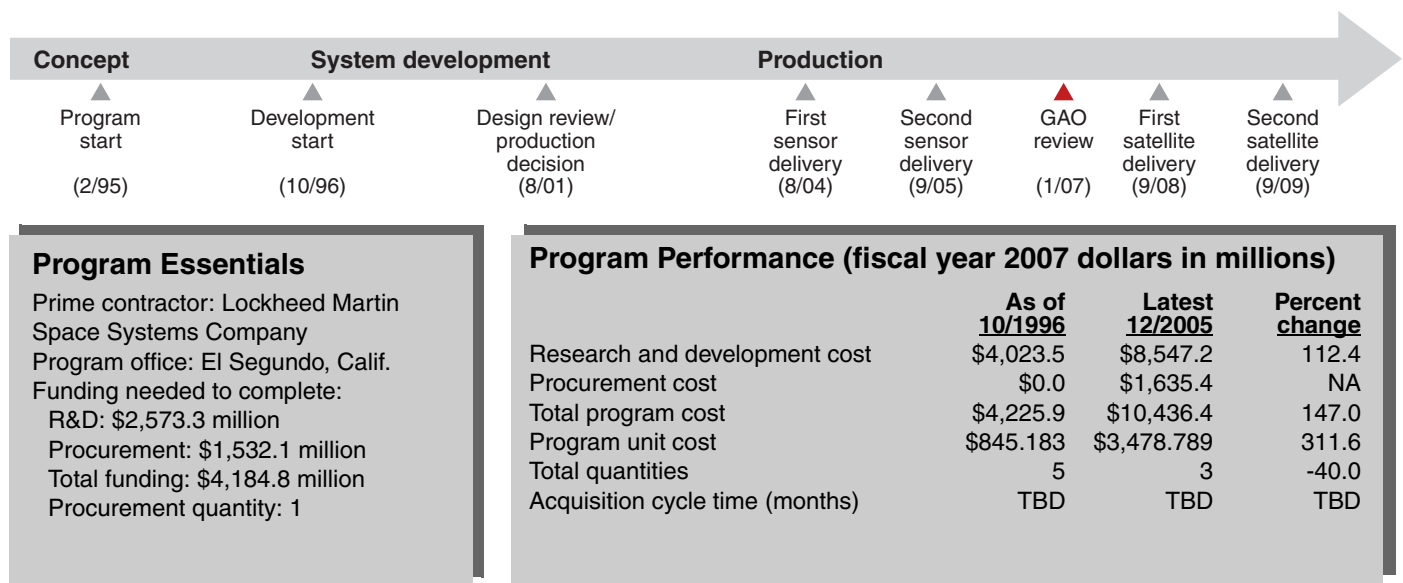 Concept System development Production
Program start (2/95)
Development start (10/96)
Design review/ production decision (8/01)
First sensor delivery (8/04)
Second sensor delivery (9/05)
GAO review (1/07)
First satellite delivery (9/08)
Second satellite delivery (9/09)
Program Essentials
Prime contractor: Lockheed Martin
Space Systems Company
Program office: El Segundo, Calif.
Funding needed to complete:
R&D: $2,573.3 million
Procurement: $1,532.1 million
Total funding: $4,184.8 million
Procurement quantity: 1
Program Performance (fiscal year 2007 dollars in millions)
As of Latest Percent
10/1996 12/2005 change
Research and development cost $4,023.5 $8,547.2 112.4
Procurement cost $0.0 $1,635.4 NA
Total program cost $4,225.9 $10,436.4 147.0
Program unit cost $845.183 $3,478.789 311.6
Total quantities 5 3 -40.0
Acquisition cycle time (months) TBD TBD TBD